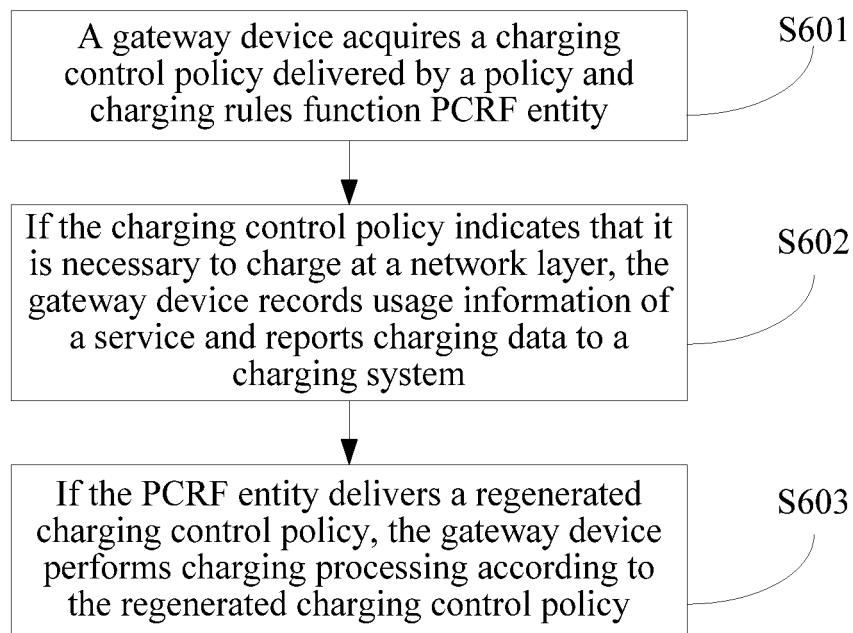 A gateway device acquires a charging
control policy delivered by a policy and
charging rules function PCRF entity
S601
If the charging control policy indicates that it
is necessary to charge at a network layer, the
gateway device records usage information of
a service and reports charging data to a
charging system
S602
If the PCRF entity delivers a regenerated
charging control policy, the gateway device
performs charging processing according to
the regenerated charging control policy
S603